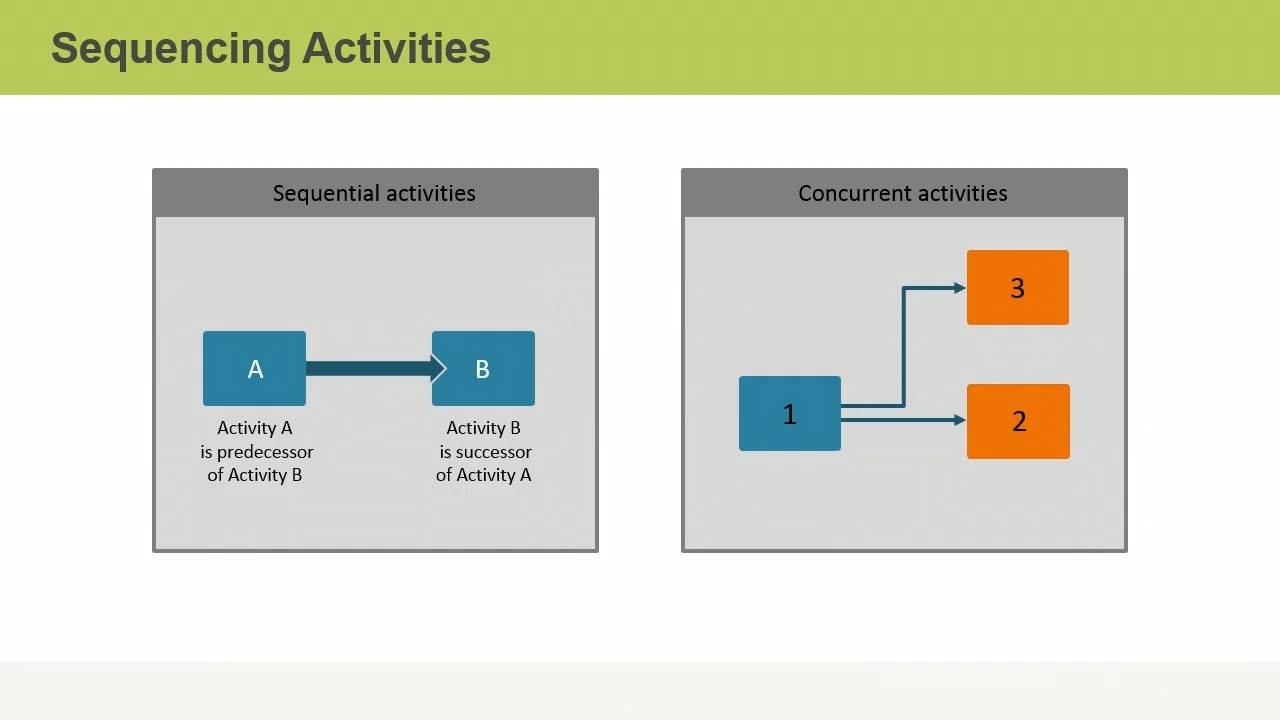 Sequencing Activities
Sequential activities
A
B
Activity A
is predecessor
of Activity B
Activity B
is successor
of Activity A
Concurrent activities
3
1
2